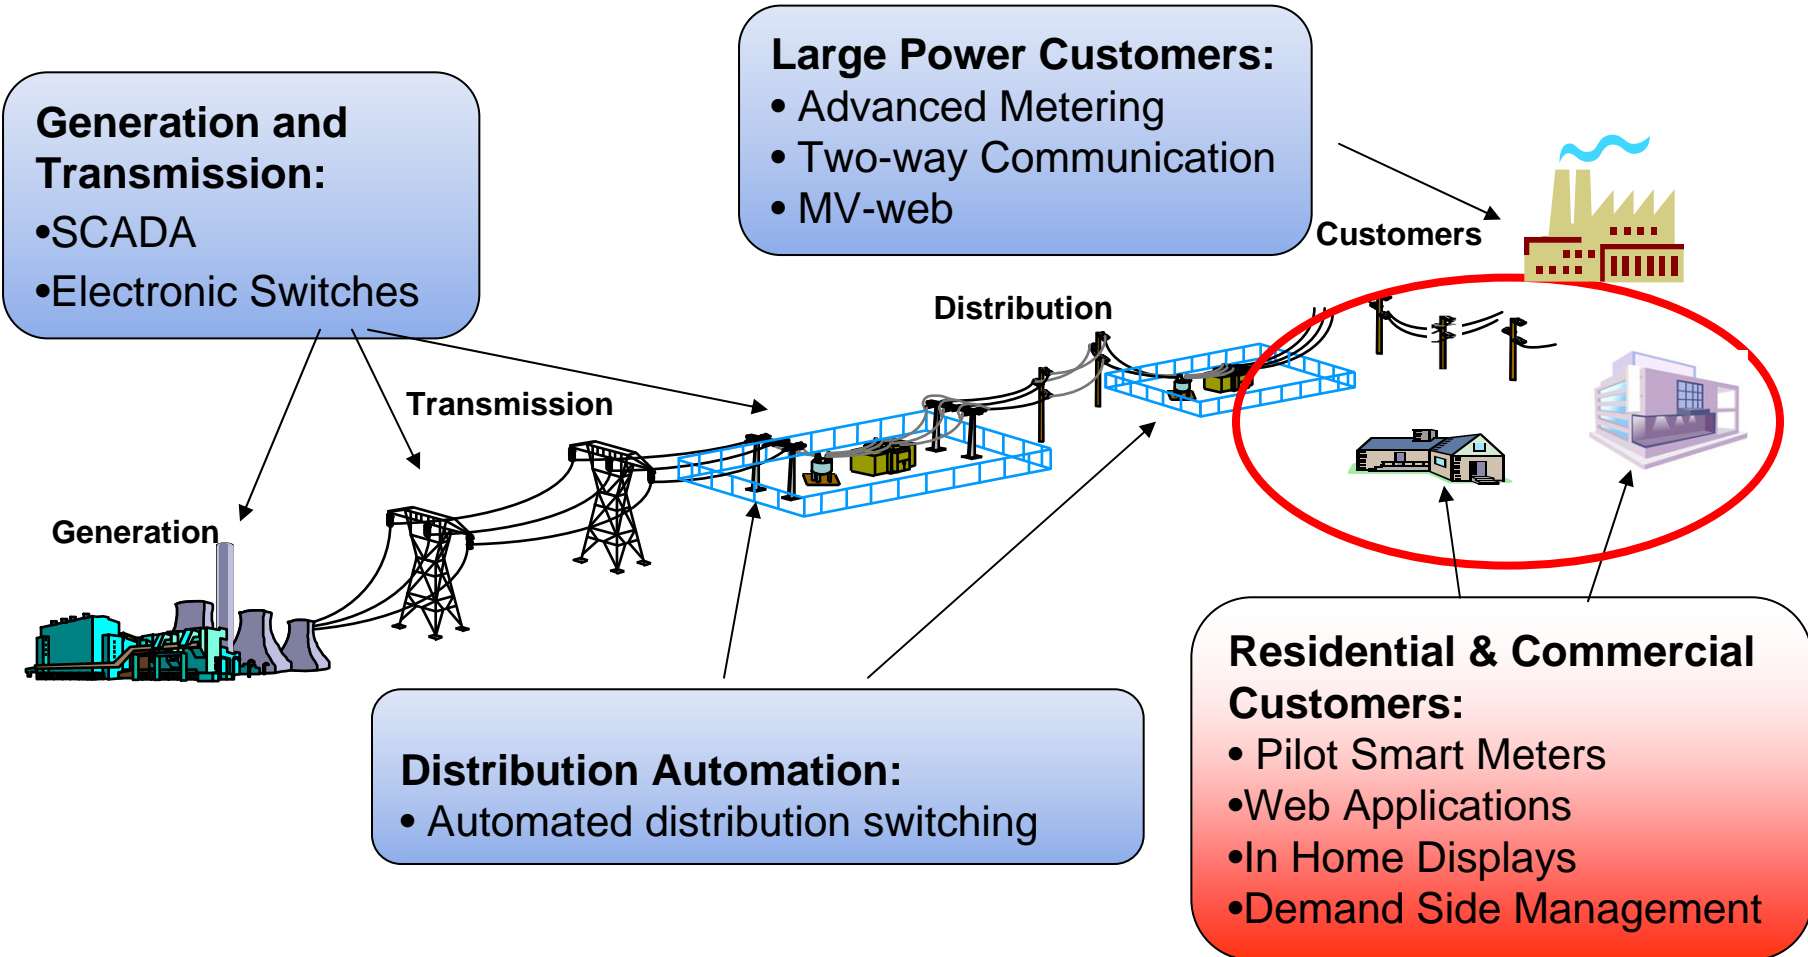 Large Power Customers:
• Advanced Metering
• Two-way Communication
• MV-web
Generation and
Transmission:
•SCADA
•Electronic Switches
Customers
Distribution
Transmission
Generation
Distribution Automation:
• Automated distribution switching
Residential & Commercial
Customers:
• Pilot Smart Meters
•Web Applications
•In Home Displays
•Demand Side Management